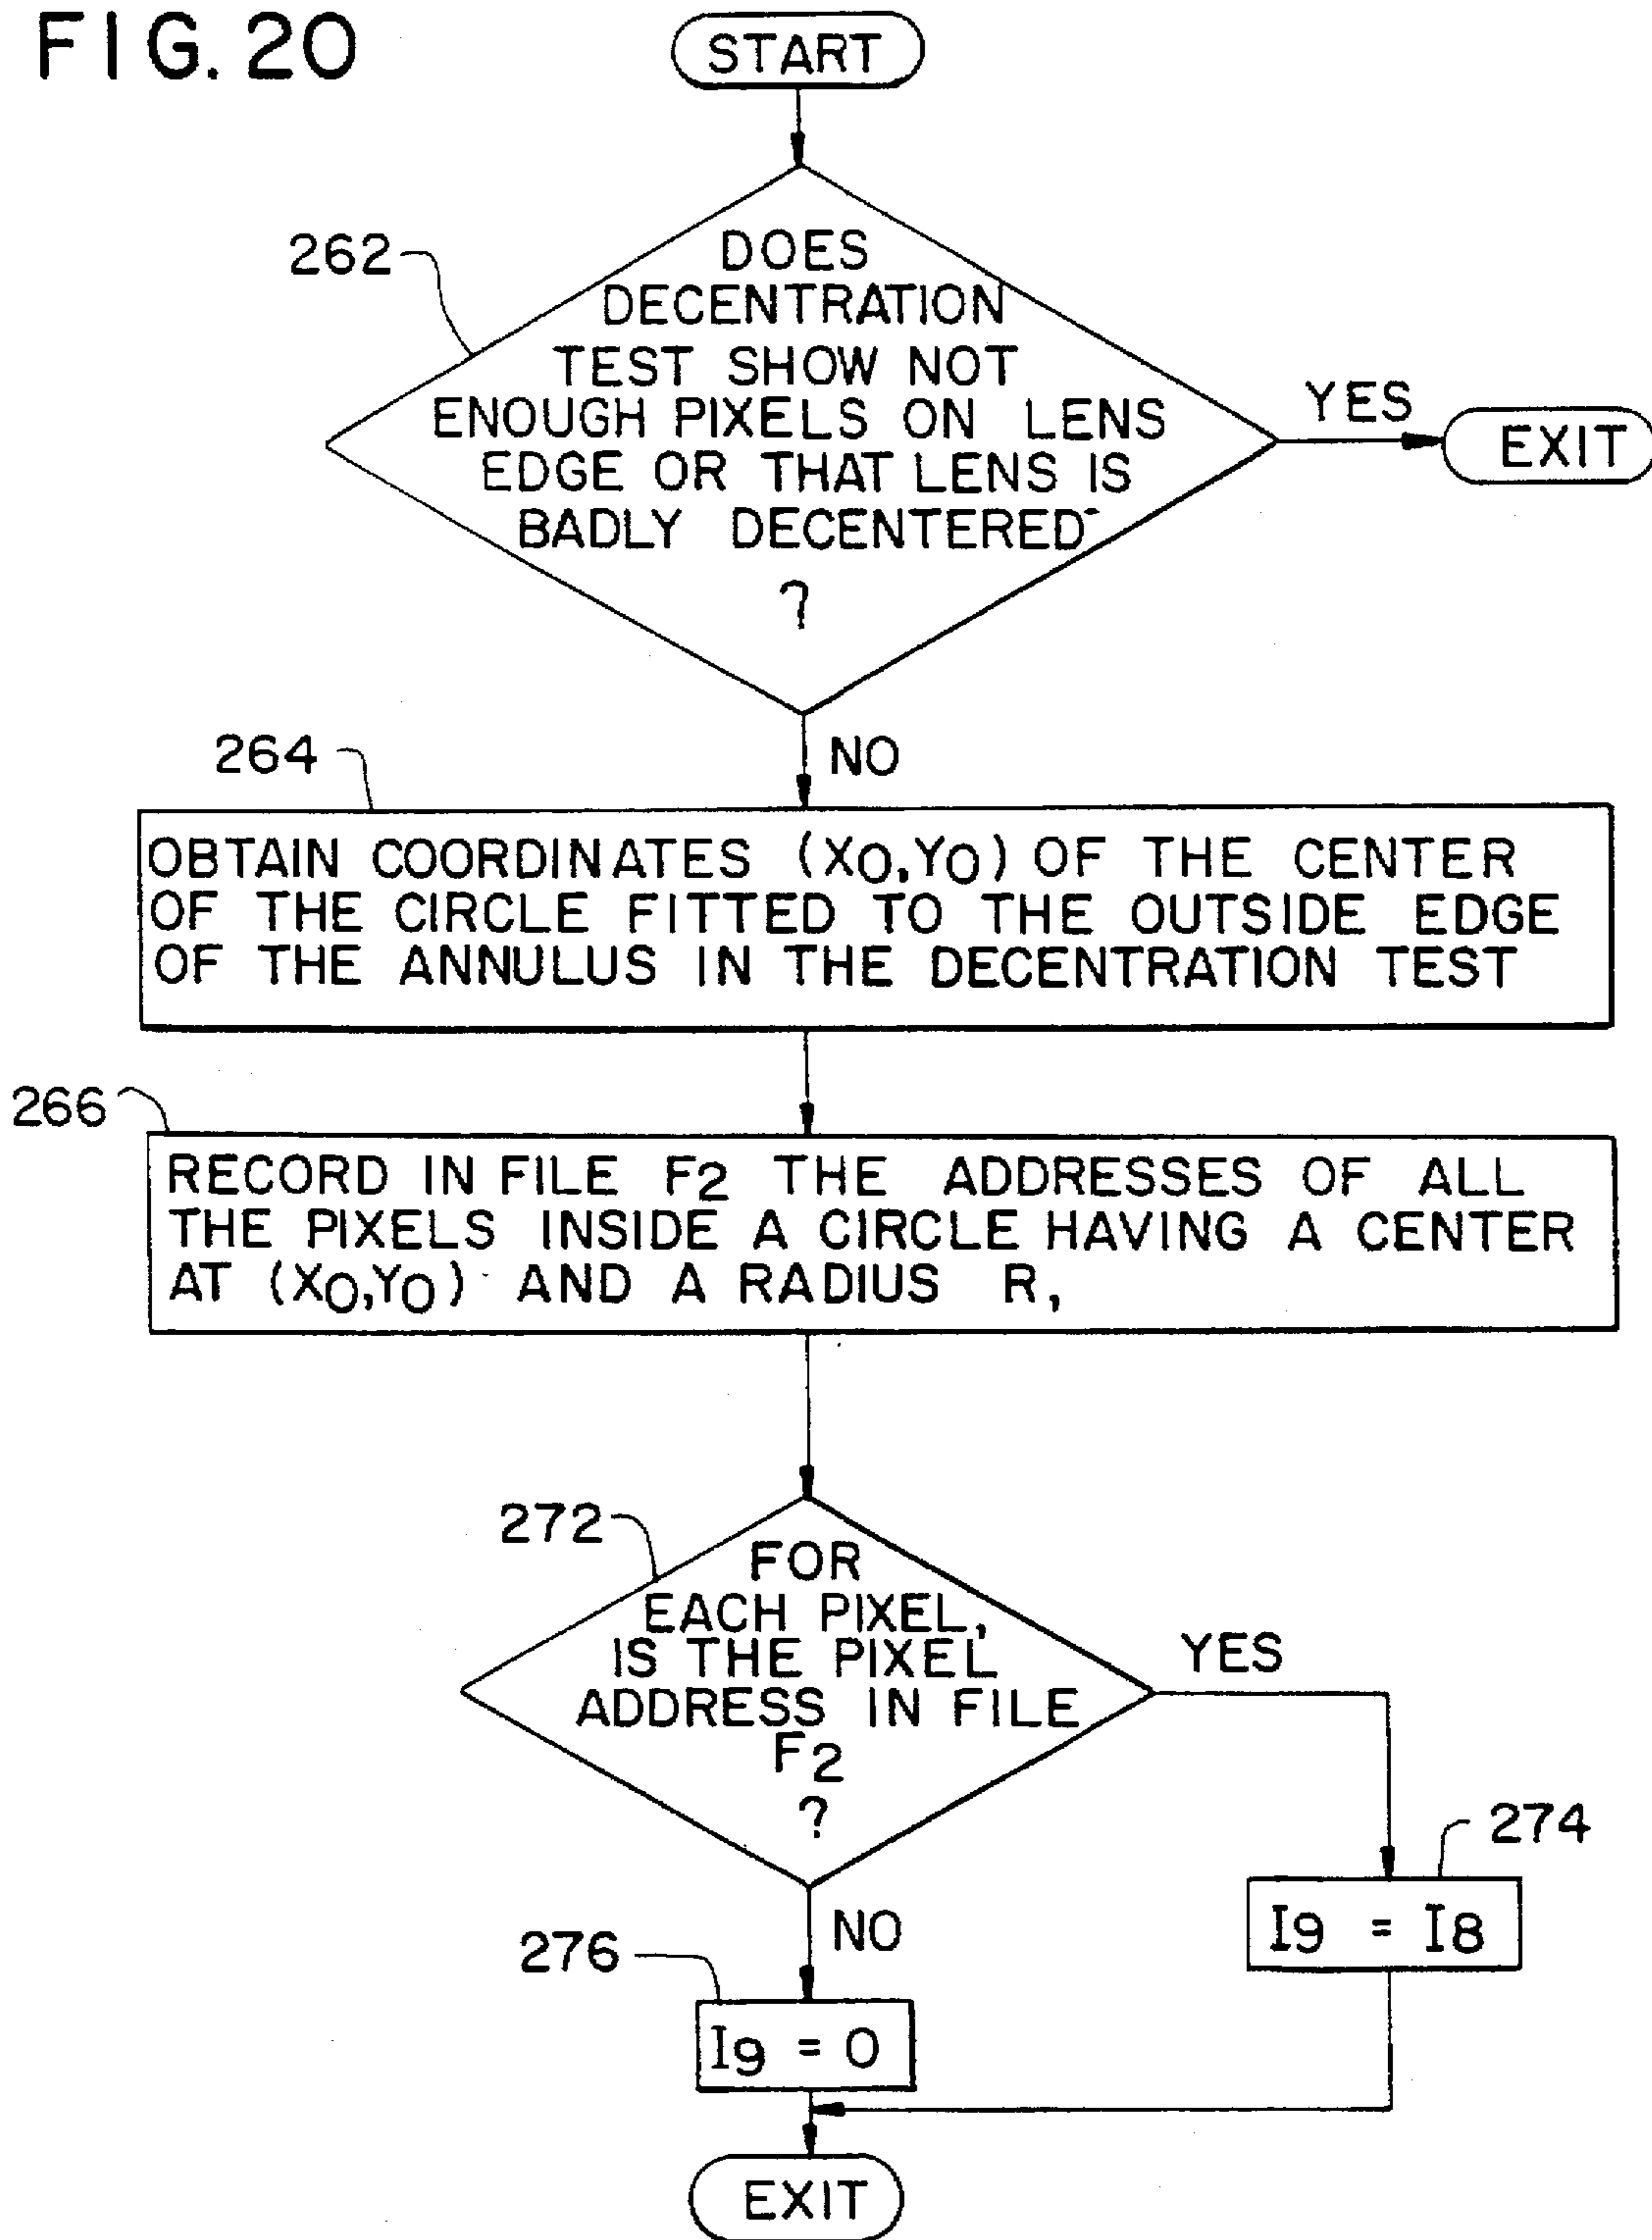 FIG. 20
START
262
DOES
DECENTRATION
TEST SHOW NOT
ENOUGH PIXELS ON LENS
EDGE OR THAT LENS IS
BADLY DECENTERED
?
YES
EXIT
NO
264
OBTAIN COORDINATES (X0,Y0) OF THE CENTER
OF THE CIRCLE FITTED TO THE OUTSIDE EDGE
OF THE ANNULUS IN THE DECENTRATION TEST
266
RECORD IN FILE F2 THE ADDRESSES OF ALL
THE PIXELS INSIDE A CIRCLE HAVING A CENTER
AT (X0,Y0) AND A RADIUS R,
272
FOR
EACH PIXEL,
IS THE PIXEL
ADDRESS IN FILE
F2
?
YES
274
I9 = I8
NO
276
I9 = 0
EXIT